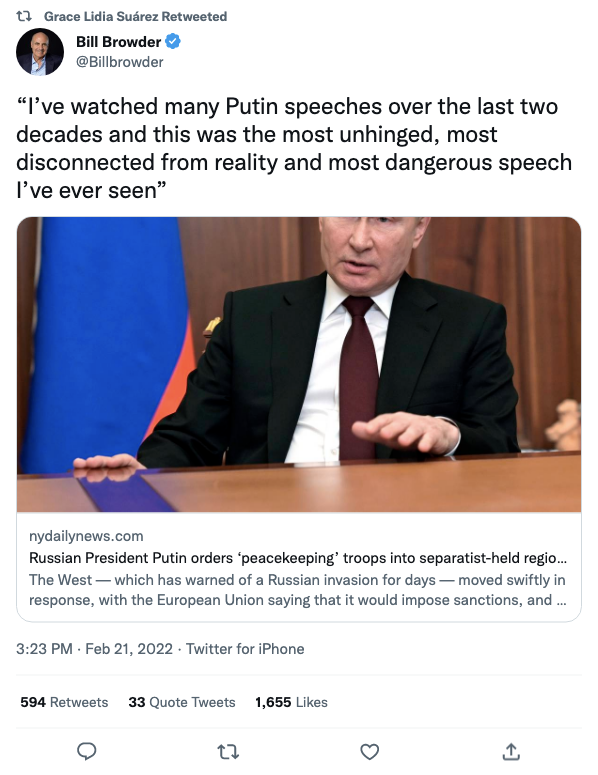 Grace Lidia Suárez Retweeted
Bill Browder
@Billbrowder
“I’ve watched many Putin speeches over the last two
decades and this was the most unhinged, most
disconnected from reality and most dangerous speech
I’ve ever seen”
nydailynews.com
Russian President Putin orders ‘peacekeeping’ troops into separatist-held regio...
The West — which has warned of a Russian invasion for days — moved swiftly in
response, with the European Union saying that it would impose sanctions, and ...
3:23 PM · Feb 21, 2022 · Twitter for iPhone
594 Retweets 33 Quote Tweets 1,655 Likes